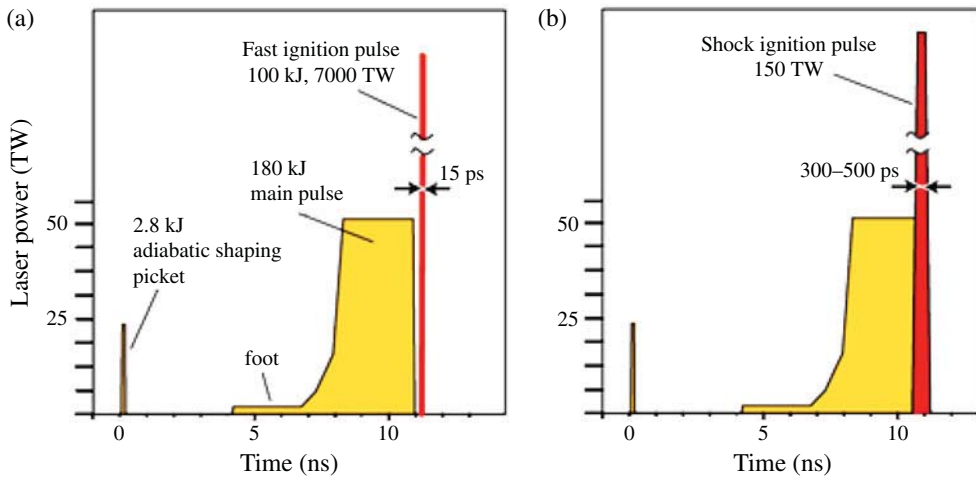 (a)
Fast ignition pulse
100 kJ, 7000 TW
180 kJ
main pulse
15 ps
2.8 kJ
adiabatic shaping
picket
foot
Laser power (TW)
50
25
0
5
10
Time (ns)
(b)
Shock ignition pulse
150 TW
300–500 ps
50
25
0
5
10
Time (ns)